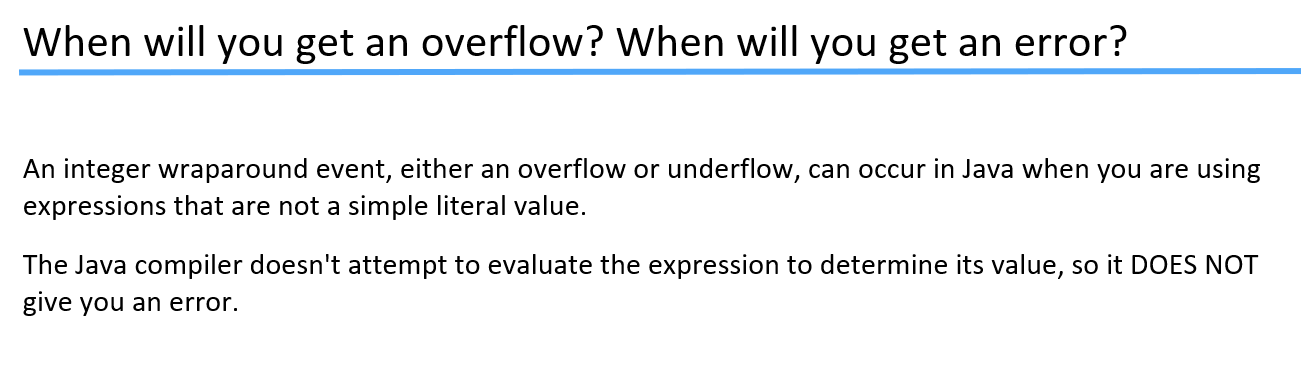 When will you get an overflow? When will you get an error?
An integer wraparound event, either an overflow or underflow, can occur in Java when you are using
expressions that are not a simple literal value.
The Java compiler doesn't attempt to evaluate the expression to determine its value, so it DOES NOT
give you an error.